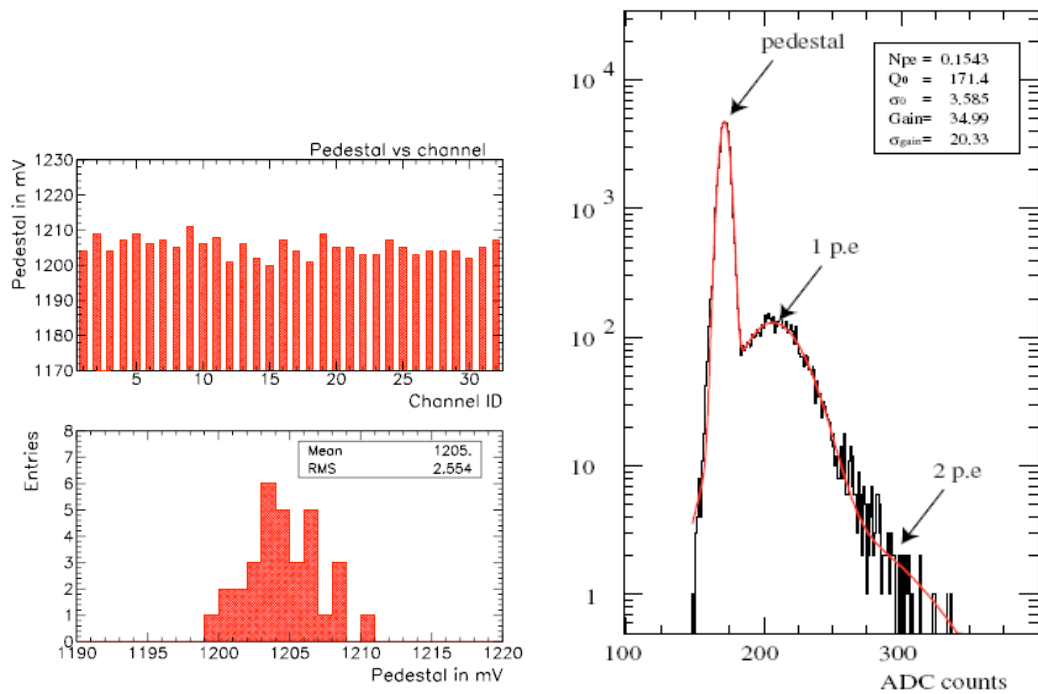 Pedestal vs channel
Pedestal in mV
1230
1220
1210
1200
1190
1180
1170
5
10
15
20
25
30
Channel ID
Entries
8
7
6
5
4
3
2
1
0
Mean 1205.
RMS 2.554
1190
1195
1200
1205
1210
1215
1220
Pedestal in mV
pedestal
Npe = 0.1543
Q0 = 171.4
σ0 = 3.585
Gain= 34.99
σgain= 20.33
10^4
10^3
10^2
10
1
1 p.e
2 p.e
100
200
300
ADC counts